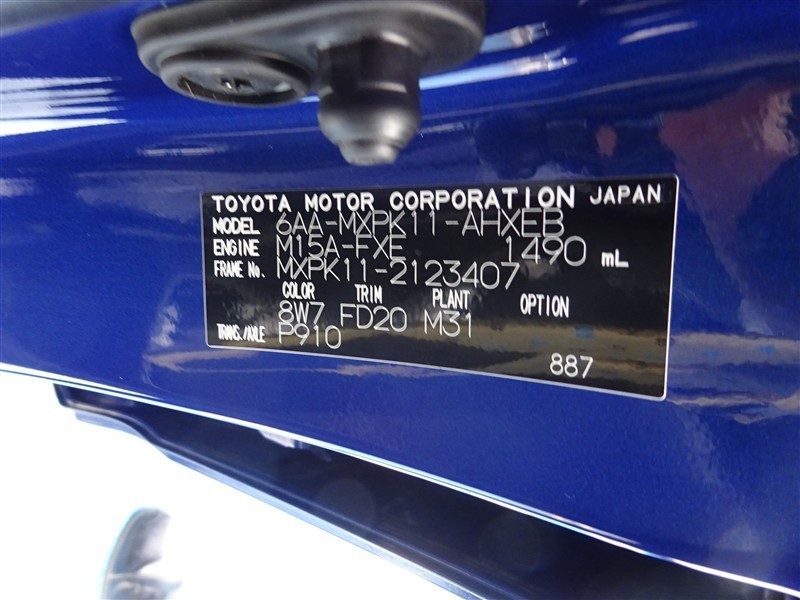 TOYOTA MOTOR CORPORATION JAPAN
MODEL 6AA-MXPK11-AHXEB
ENGINE M15A-FXE 1490 mL
FRAME No. MXPK11-2123407
COLOR TRIM PLANT OPTION
8W7 FD20 M31
TRANS./AXLE P910
887